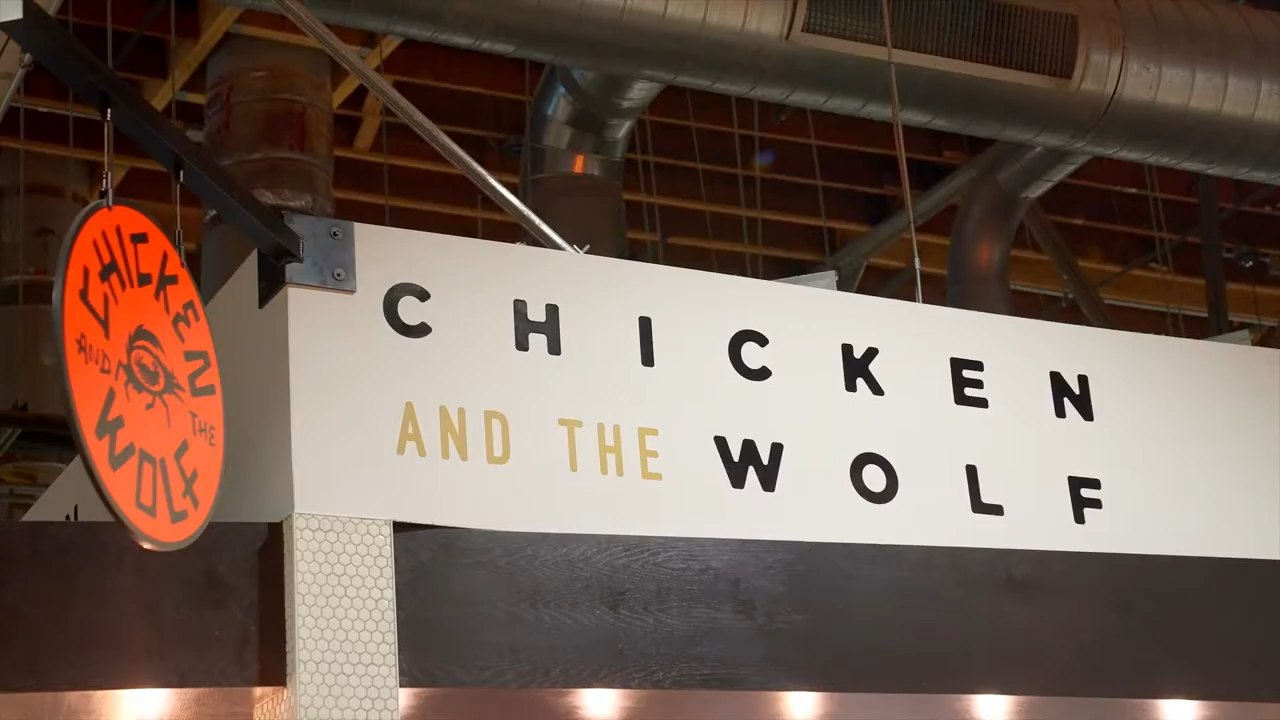 CHICKEN
AND THE
WOLF
CHICKEN
AND THE WOLF